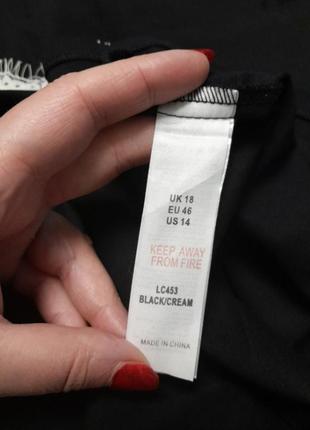 UK 18
EU 46
US 14
KEEP AWAY
FROM FIRE
LC453
BLACK/CREAM
MADE IN CHINA